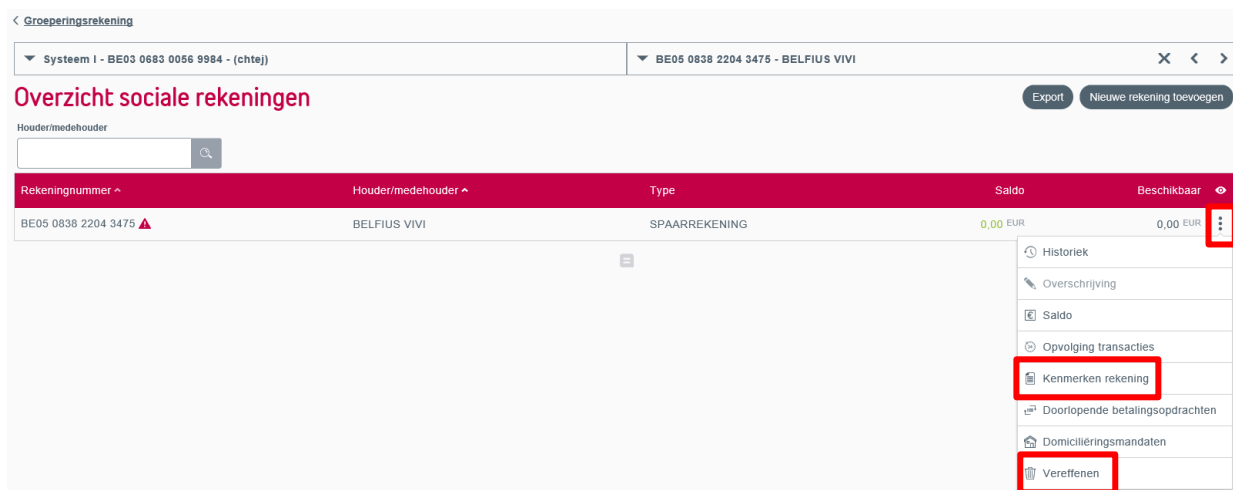 Groeperingsrekening
Systeem I - BE03 0683 0056 9984 - (chtej)
BE05 0838 2204 3475 - BELFIUS VIVI
Overzicht sociale rekeningen
Export
Nieuwe rekening toevoegen
Houder/medehouder
Rekeningnummer Houder/medehouder Type Saldo Beschikbaar
BE05 0838 2204 3475 BELFIUS VIVI SPAARREKENING 0,00 EUR 0,00 EUR
Historiek
Overschrijving
Saldo
Opvolging transacties
Kenmerken rekening
Doorlopende betalingsopdrachten
Domiciliëringsmandaten
Vereffenen